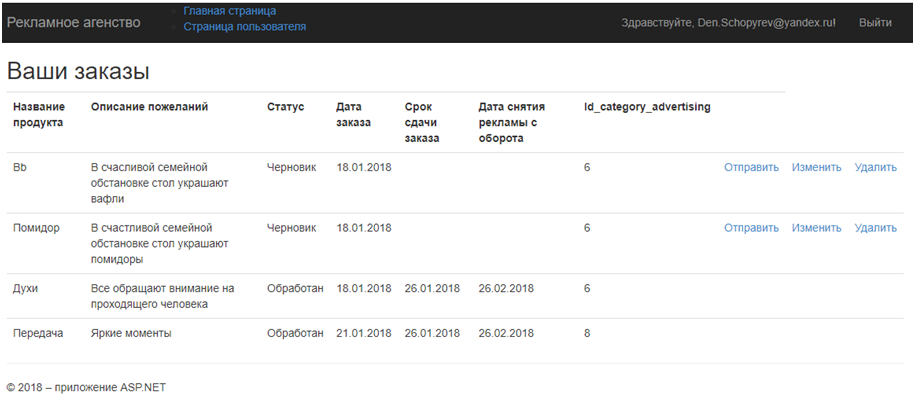 Рекламное агенство
Главная страница
Страница пользователя
Здравствуйте, Den.Schopyrev@yandex.ru!
Выйти
Ваши заказы
Название продукта Описание пожеланий Статус Дата заказа Срок сдачи заказа Дата снятия рекламы с оборота Id_category_advertising
Bb В счасливой семейной обстановке стол украшают вафли Черновик 18.01.2018 6 Отправить Изменить Удалить
Помидор В счастливой семейной обстановке стол украшают помидоры Черновик 18.01.2018 6 Отправить Изменить Удалить
Духи Все обращают внимание на проходящего человека Обработан 18.01.2018 26.01.2018 26.02.2018 6
Передача Яркие моменты Обработан 21.01.2018 26.01.2018 26.02.2018 8
© 2018 – приложение ASP.NET